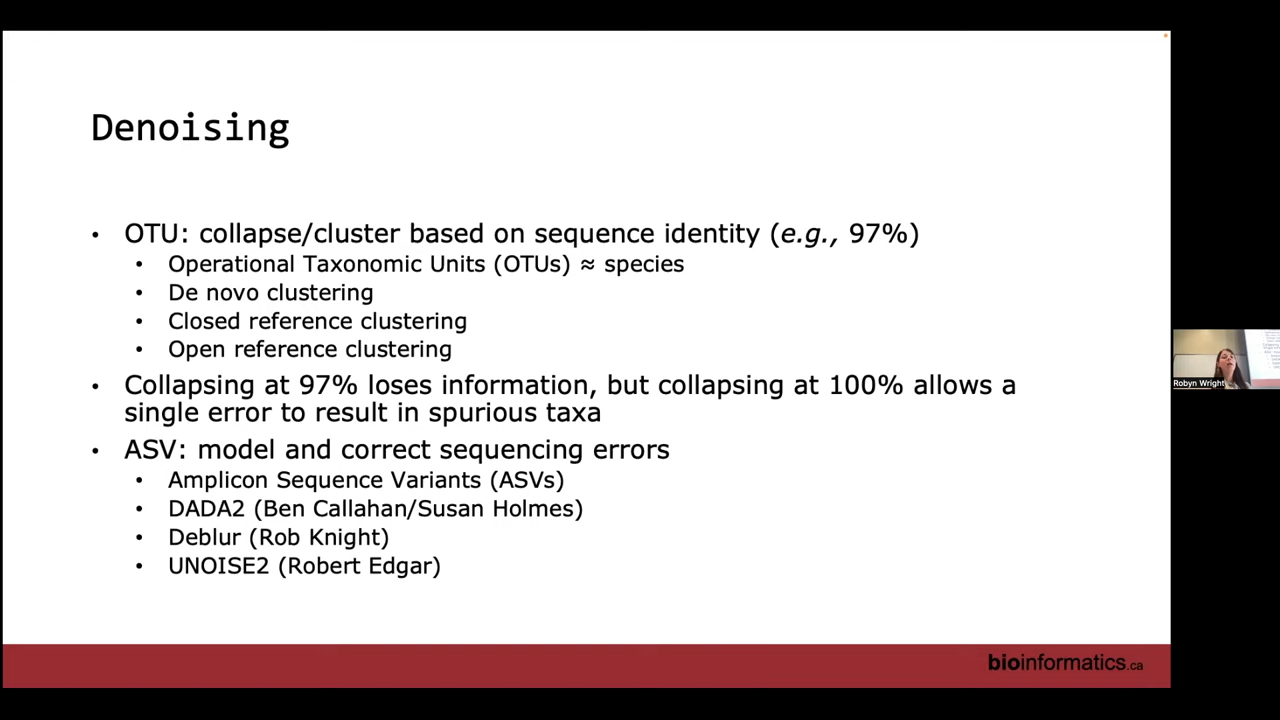 Denoising
• OTU: collapse/cluster based on sequence identity (e.g., 97%)
• Operational Taxonomic Units (OTUs) ≈ species
• De novo clustering
• Closed reference clustering
• Open reference clustering
• Collapsing at 97% loses information, but collapsing at 100% allows a
single error to result in spurious taxa
• ASV: model and correct sequencing errors
• Amplicon Sequence Variants (ASVs)
• DADA2 (Ben Callahan/Susan Holmes)
• Deblur (Rob Knight)
• UNOISE2 (Robert Edgar)
bioinformatics.ca
Robyn Wright